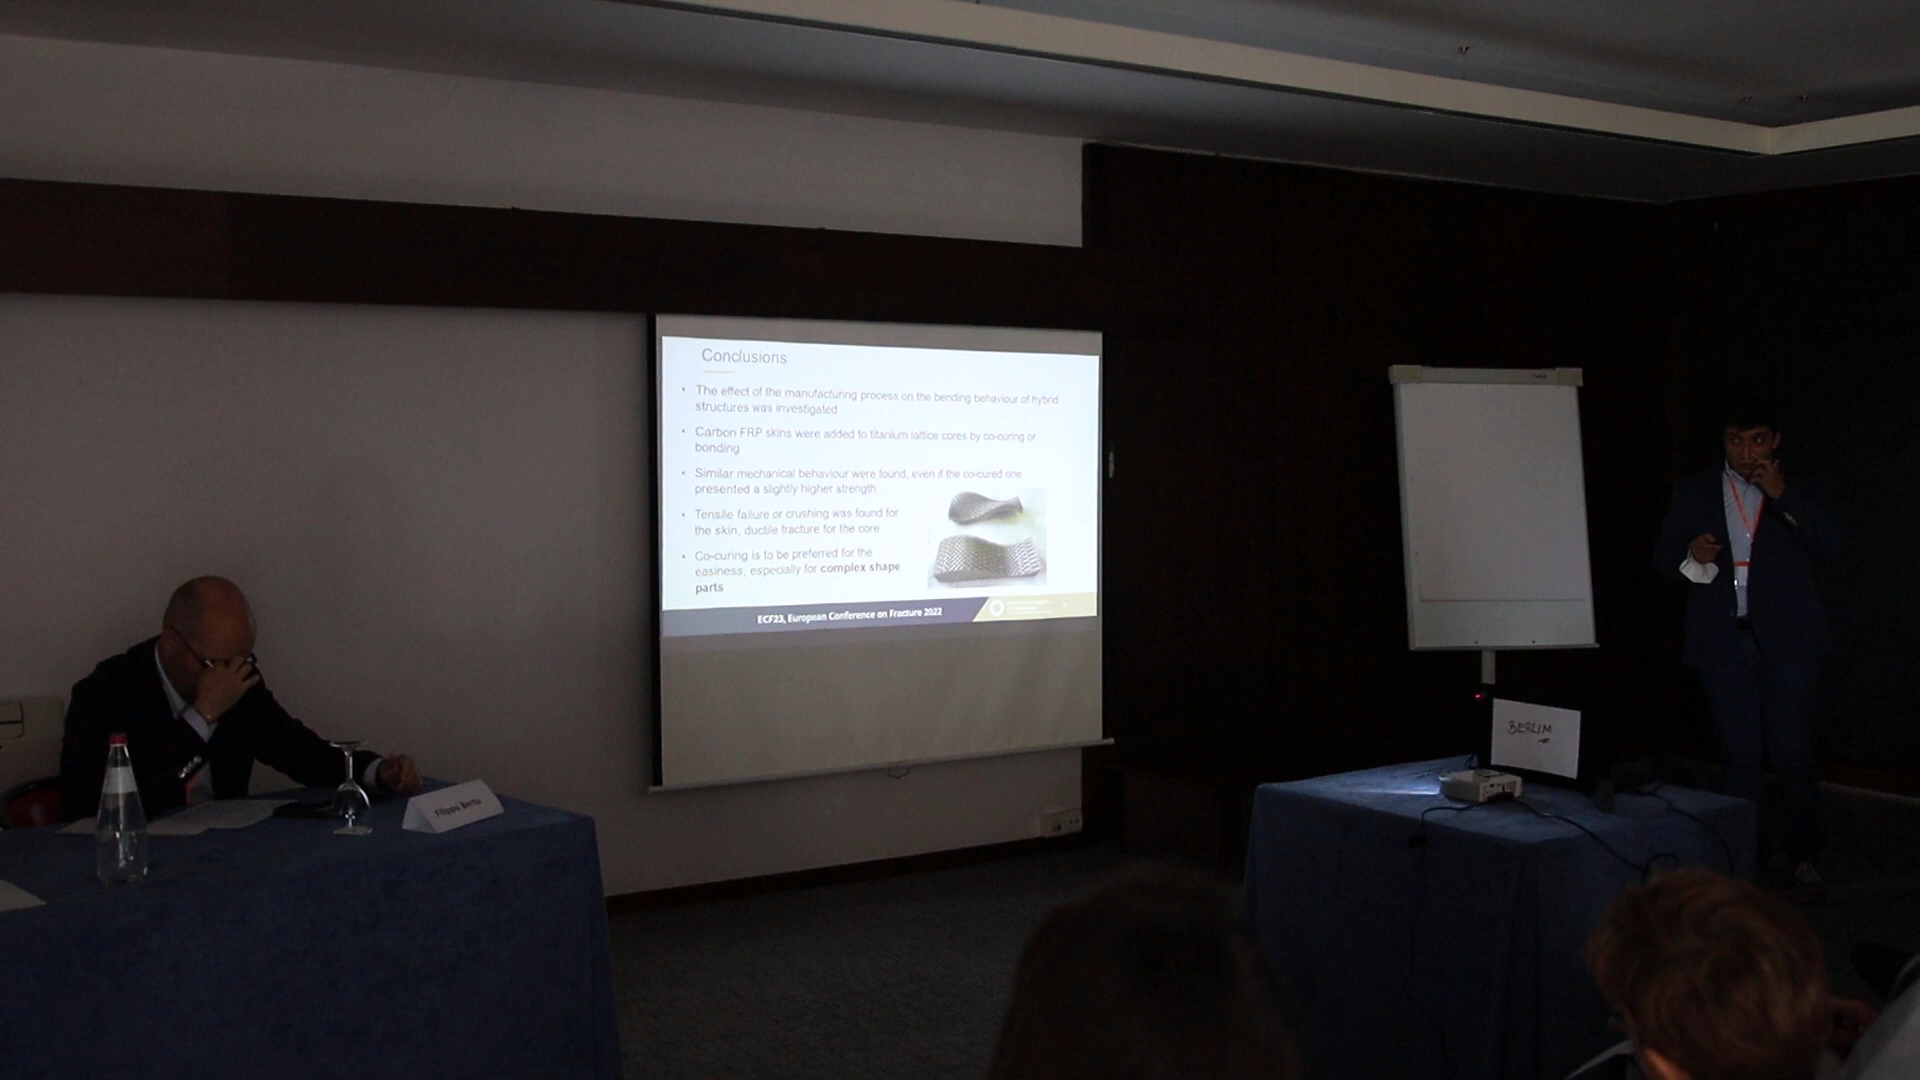 Conclusions
• The effect of the manufacturing process on the bending behaviour of hybrid
structures was investigated
• Carbon FRP skins were added to titanium lattice cores by co-curing or
bonding
• Similar mechanical behaviour were found, even if the co-cured one
presented a slightly higher strength
• Tensile failure or crushing was found for
the skin, ductile fracture for the core
• Co-curing is to be preferred for the
easiness, especially for complex shape
parts
ECF23, European Conference on Fracture 2022
Filippo Berto
BERLIM